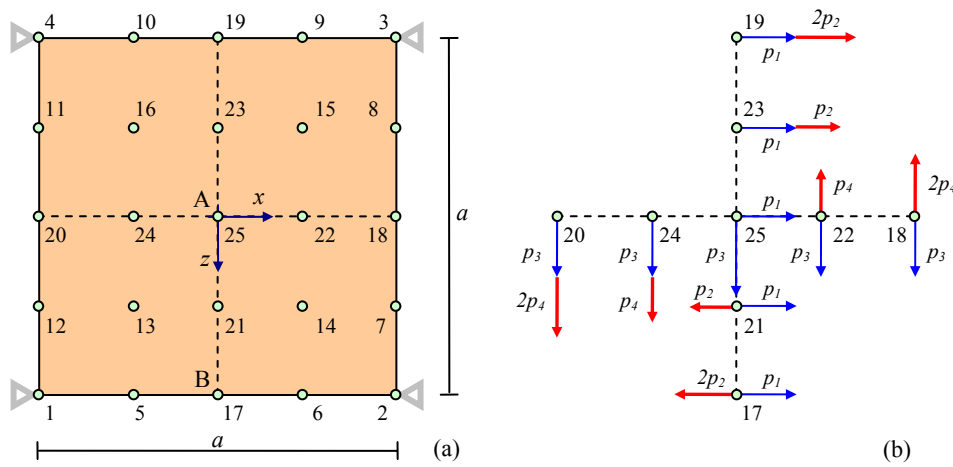 4 10 19 9 3
11 16 23 15 8
A x
20 24 25 22 18
z
a
12 13 21 14 7
B
1 5 17 6 2
a
(a)
19 2p₂
p₁
23 p₂
p₁
p₄ 2p₄
p₁
20 24 25 22 18
p₃ p₃ p₃ p₃ p₃
2p₄ p₄ p₂ p₁
21
2p₂ p₁
17
(b)